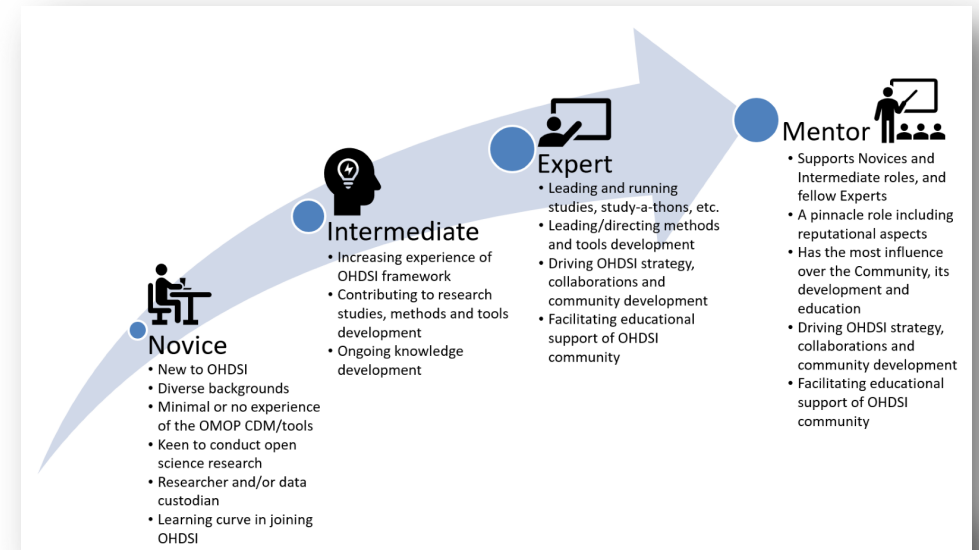 Novice
• New to OHDSI
• Diverse backgrounds
• Minimal or no experience
of the OMOP CDM/tools
• Keen to conduct open
science research
• Researcher and/or data
custodian
• Learning curve in joining
OHDSI
Intermediate
• Increasing experience of
OHDSI framework
• Contributing to research
studies, methods and tools
development
• Ongoing knowledge
development
Expert
• Leading and running
studies, study-a-thons, etc.
• Leading/directing methods
and tools development
• Driving OHDSI strategy,
collaborations and
community development
• Facilitating educational
support of OHDSI
community
Mentor
• Supports Novices and
Intermediate roles, and
fellow Experts
• A pinnacle role including
reputational aspects
• Has the most influence
over the Community, its
development and
education
• Driving OHDSI strategy,
collaborations and
community development
• Facilitating educational
support of OHDSI
community